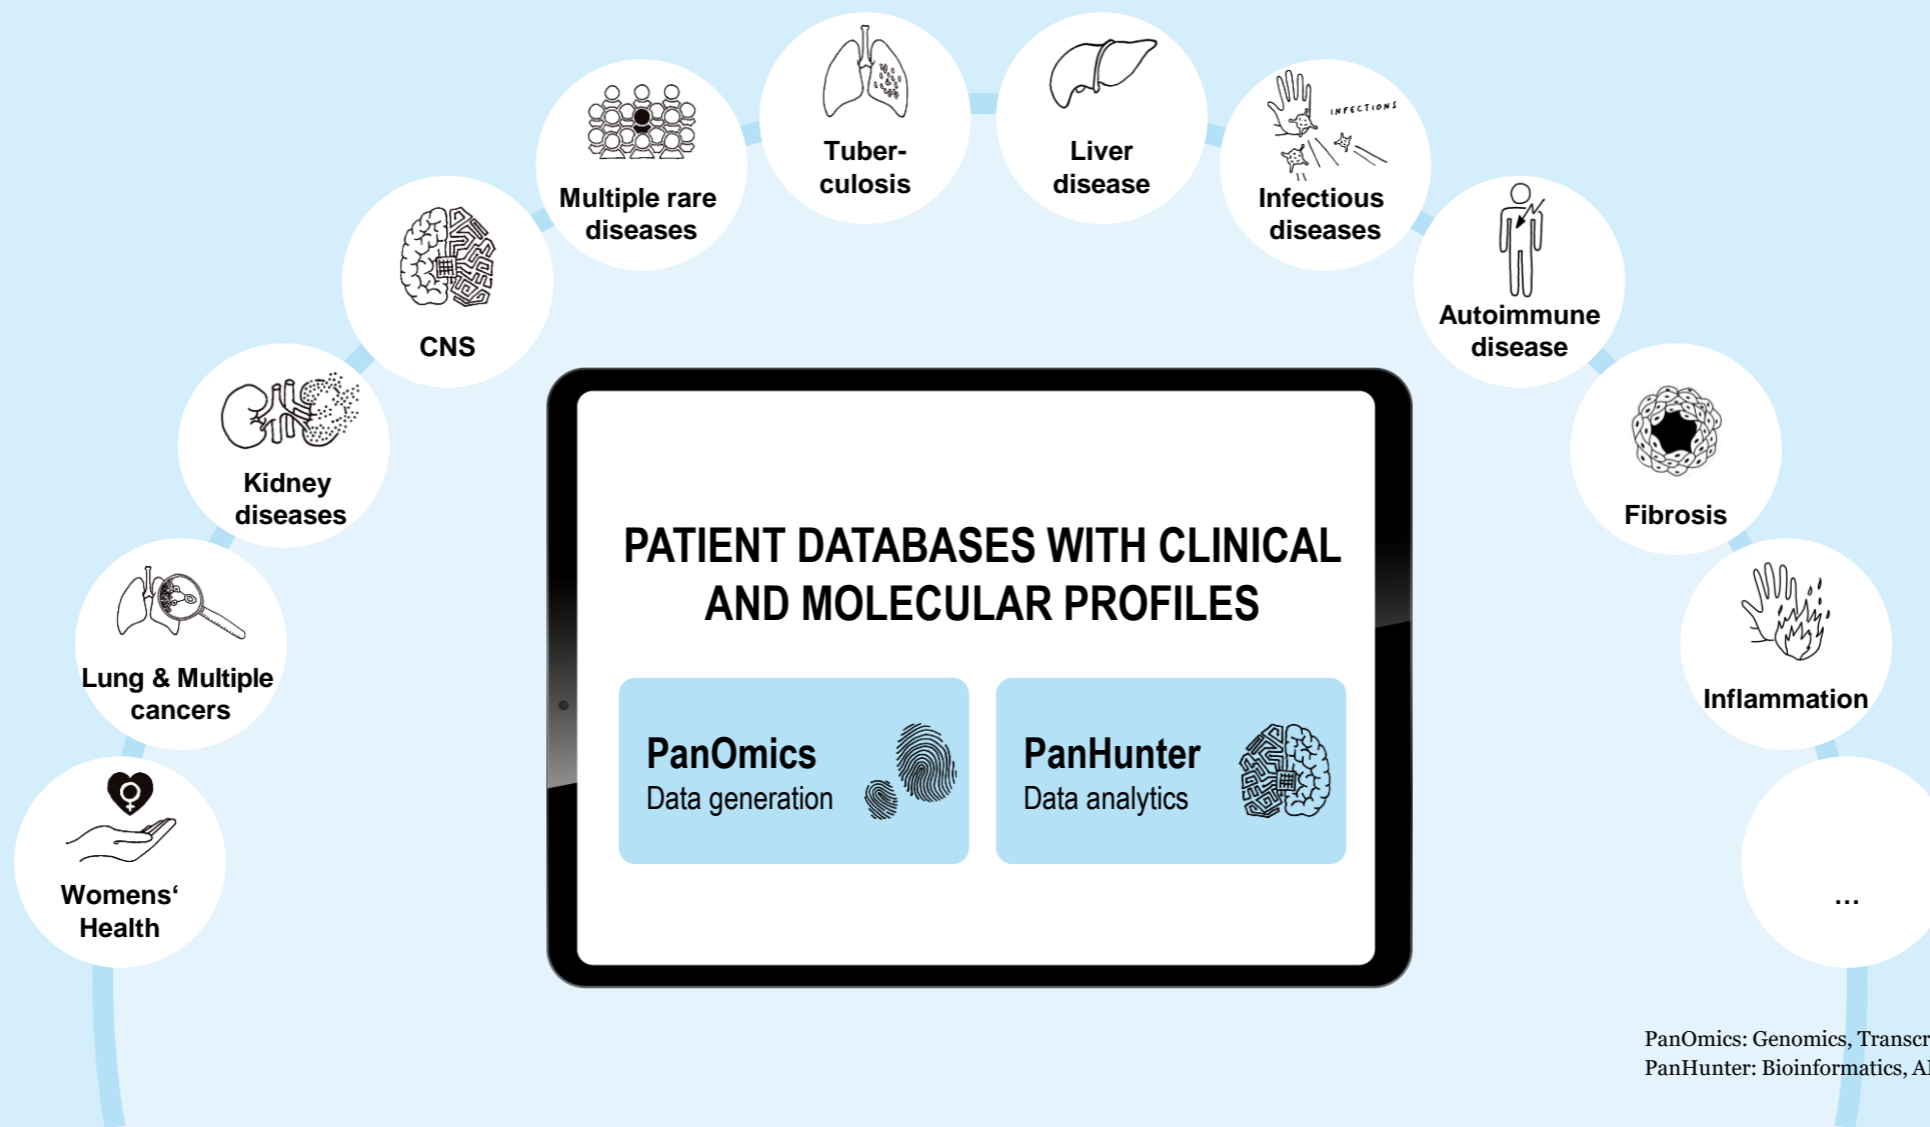 Tuber-
culosis
Liver
disease
INFECTIONS
Multiple rare
diseases
Infectious
diseases
CNS
Autoimmune
disease
Kidney
diseases
Fibrosis
Lung & Multiple
cancers
Inflammation
Womens‘
Health
...
PATIENT DATABASES WITH CLINICAL
AND MOLECULAR PROFILES
PanOmics
Data generation
PanHunter
Data analytics
PanOmics: Genomics, Transcr
PanHunter: Bioinformatics, AI